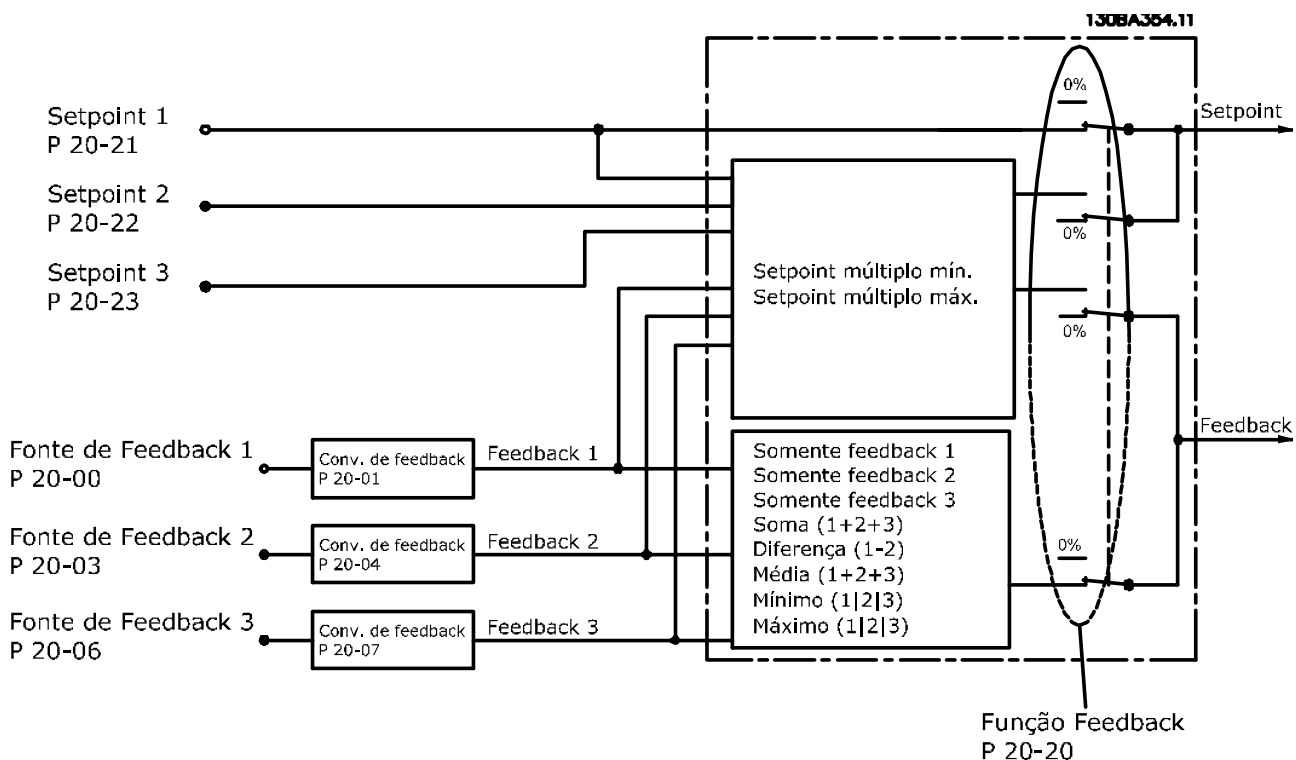 130BA354.11
Setpoint 1
P 20-21
Setpoint 2
P 20-22
Setpoint 3
P 20-23
0%
Setpoint
0%
Setpoint múltiplo mín.
Setpoint múltiplo máx.
0%
Feedback
Fonte de Feedback 1
P 20-00
Conv. de feedback
P 20-01
Feedback 1
Fonte de Feedback 2
P 20-03
Conv. de feedback
P 20-04
Feedback 2
Fonte de Feedback 3
P 20-06
Conv. de feedback
P 20-07
Feedback 3
Somente feedback 1
Somente feedback 2
Somente feedback 3
Soma (1+2+3)
Diferença (1-2)
Média (1+2+3)
Mínimo (1|2|3)
Máximo (1|2|3)
0%
Função Feedback
P 20-20